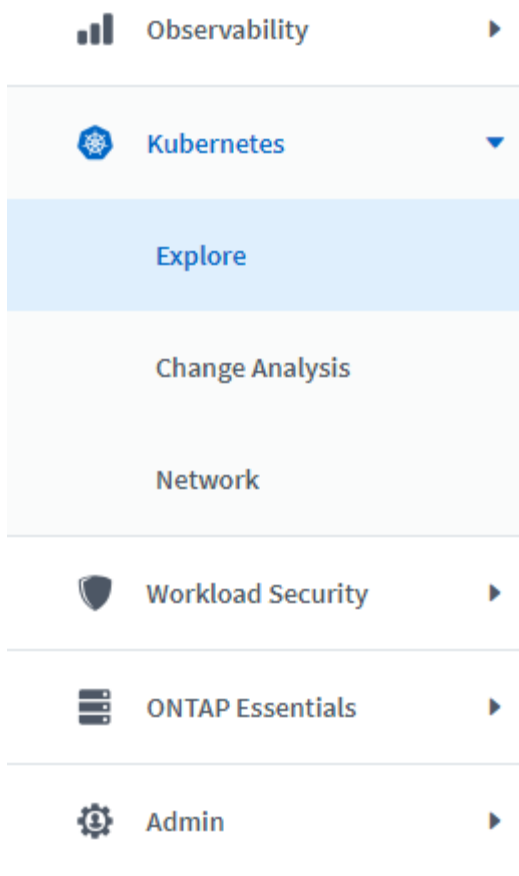 Observability
Kubernetes
Explore
Change Analysis
Network
Workload Security
ONTAP Essentials
Admin